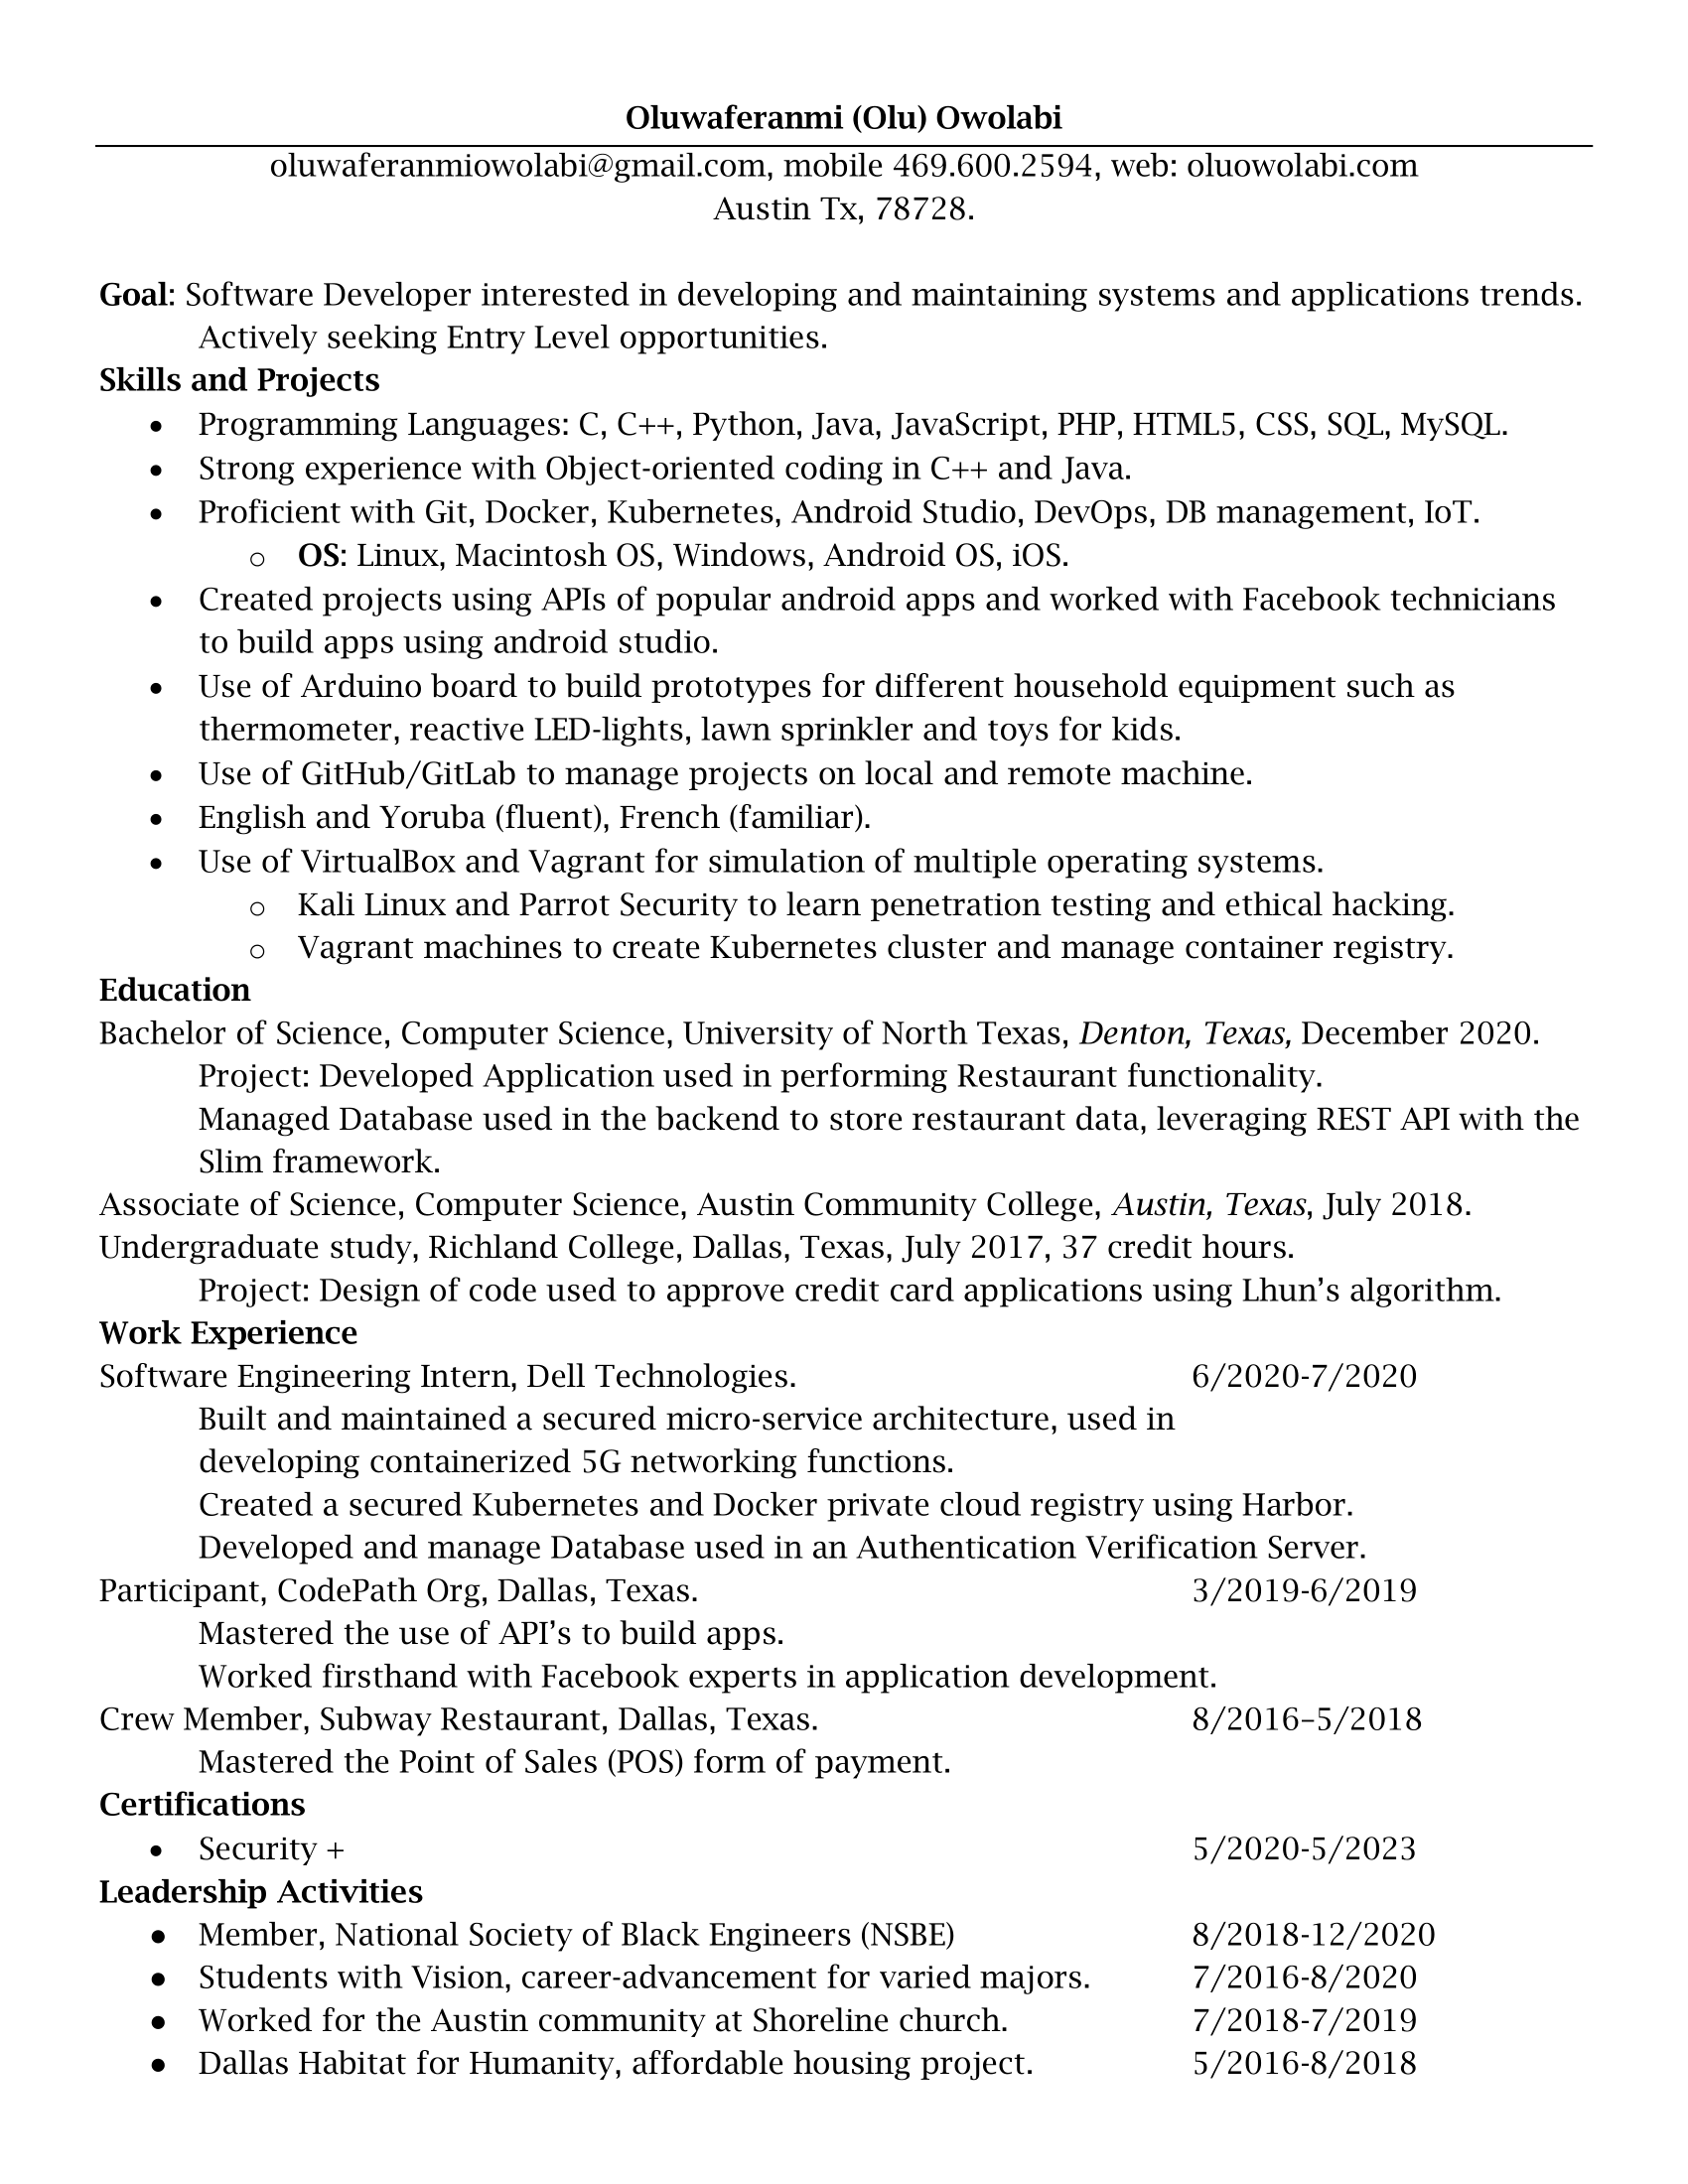 Oluwaferanmi (Olu) Owolabi
oluwaferanmiowolabi@gmail.com, mobile 469.600.2594, web: oluowolabi.com
Austin Tx, 78728.
Goal: Software Developer interested in developing and maintaining systems and applications trends.
Actively seeking Entry Level opportunities.
Skills and Projects
• Programming Languages: C, C++, Python, Java, JavaScript, PHP, HTML5, CSS, SQL, MySQL.
• Strong experience with Object-oriented coding in C++ and Java.
• Proficient with Git, Docker, Kubernetes, Android Studio, DevOps, DB management, IoT.
o OS: Linux, Macintosh OS, Windows, Android OS, iOS.
• Created projects using APIs of popular android apps and worked with Facebook technicians
to build apps using android studio.
• Use of Arduino board to build prototypes for different household equipment such as
thermometer, reactive LED-lights, lawn sprinkler and toys for kids.
• Use of GitHub/GitLab to manage projects on local and remote machine.
• English and Yoruba (fluent), French (familiar).
• Use of VirtualBox and Vagrant for simulation of multiple operating systems.
o Kali Linux and Parrot Security to learn penetration testing and ethical hacking.
o Vagrant machines to create Kubernetes cluster and manage container registry.
Education
Bachelor of Science, Computer Science, University of North Texas, Denton, Texas, December 2020.
Project: Developed Application used in performing Restaurant functionality.
Managed Database used in the backend to store restaurant data, leveraging REST API with the
Slim framework.
Associate of Science, Computer Science, Austin Community College, Austin, Texas, July 2018.
Undergraduate study, Richland College, Dallas, Texas, July 2017, 37 credit hours.
Project: Design of code used to approve credit card applications using Lhun’s algorithm.
Work Experience
Software Engineering Intern, Dell Technologies. 6/2020-7/2020
Built and maintained a secured micro-service architecture, used in
developing containerized 5G networking functions.
Created a secured Kubernetes and Docker private cloud registry using Harbor.
Developed and manage Database used in an Authentication Verification Server.
Participant, CodePath Org, Dallas, Texas. 3/2019-6/2019
Mastered the use of API’s to build apps.
Worked firsthand with Facebook experts in application development.
Crew Member, Subway Restaurant, Dallas, Texas. 8/2016–5/2018
Mastered the Point of Sales (POS) form of payment.
Certifications
• Security + 5/2020-5/2023
Leadership Activities
• Member, National Society of Black Engineers (NSBE) 8/2018-12/2020
• Students with Vision, career-advancement for varied majors. 7/2016-8/2020
• Worked for the Austin community at Shoreline church. 7/2018-7/2019
• Dallas Habitat for Humanity, affordable housing project. 5/2016-8/2018